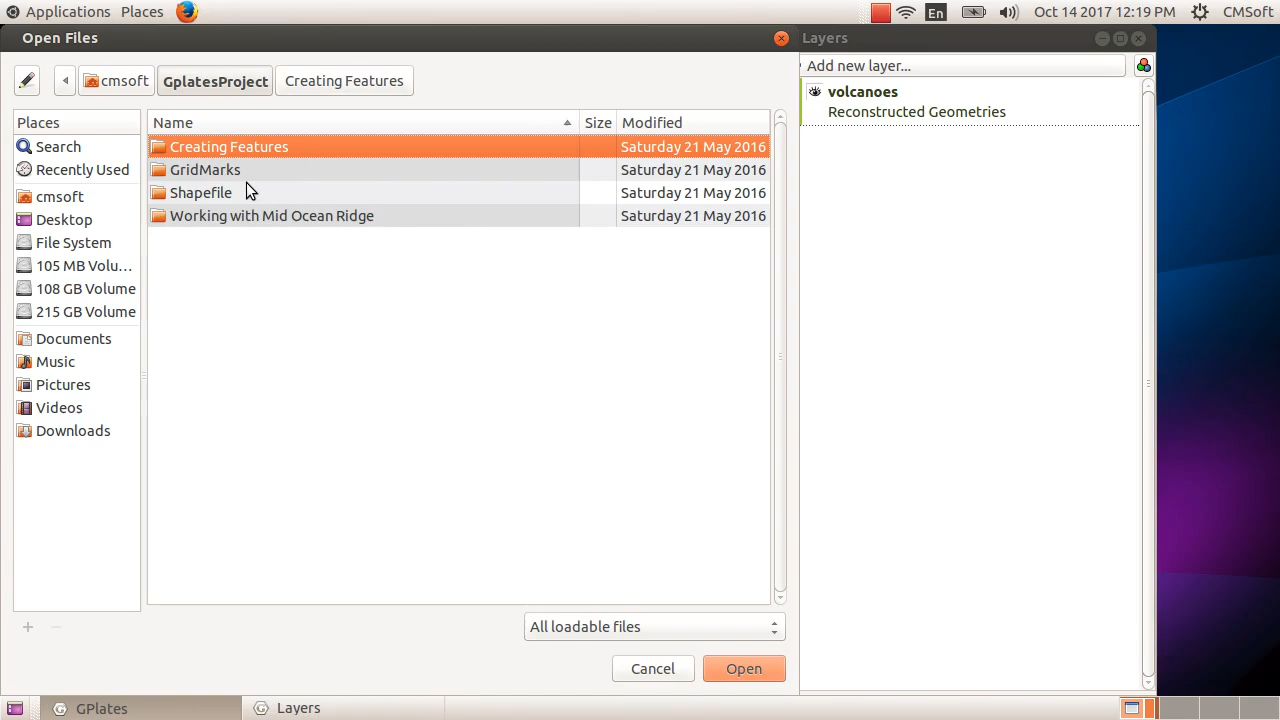 Applications Places En Oct 14 2017 12:19 PM CMSoft
Open Files
cmsoft GplatesProject Creating Features
Places
Search
Recently Used
cmsoft
Desktop
File System
105 MB Volu...
108 GB Volume
215 GB Volume
Documents
Music
Pictures
Videos
Downloads
Name Size Modified
Creating Features Saturday 21 May 2016
GridMarks Saturday 21 May 2016
Shapefile Saturday 21 May 2016
Working with Mid Ocean Ridge Saturday 21 May 2016
All loadable files
Cancel Open
Layers
Add new layer...
volcanoes
Reconstructed Geometries
GPlates Layers